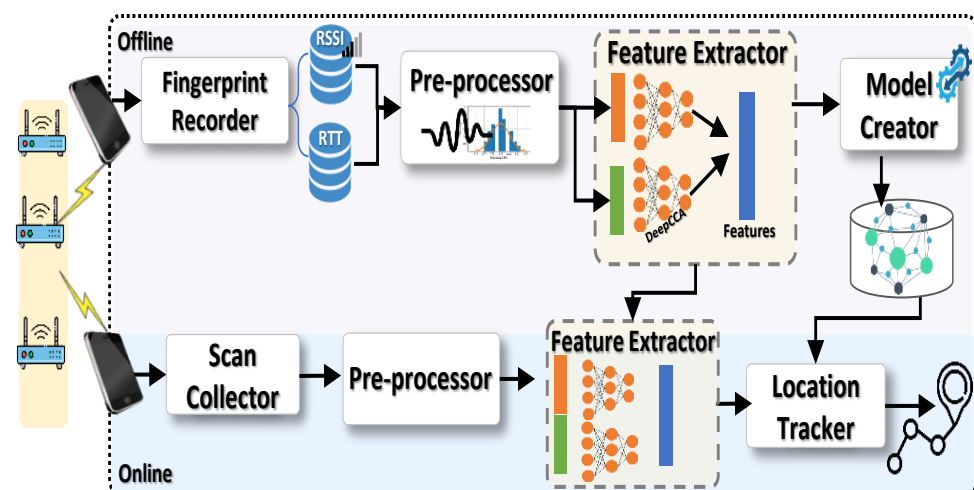 Offline
Fingerprint
Recorder
RSSI
RTT
Pre-processor
Feature Extractor
DeepCCA
Features
Model
Creator
Scan
Collector
Pre-processor
Feature Extractor
Location
Tracker
Online